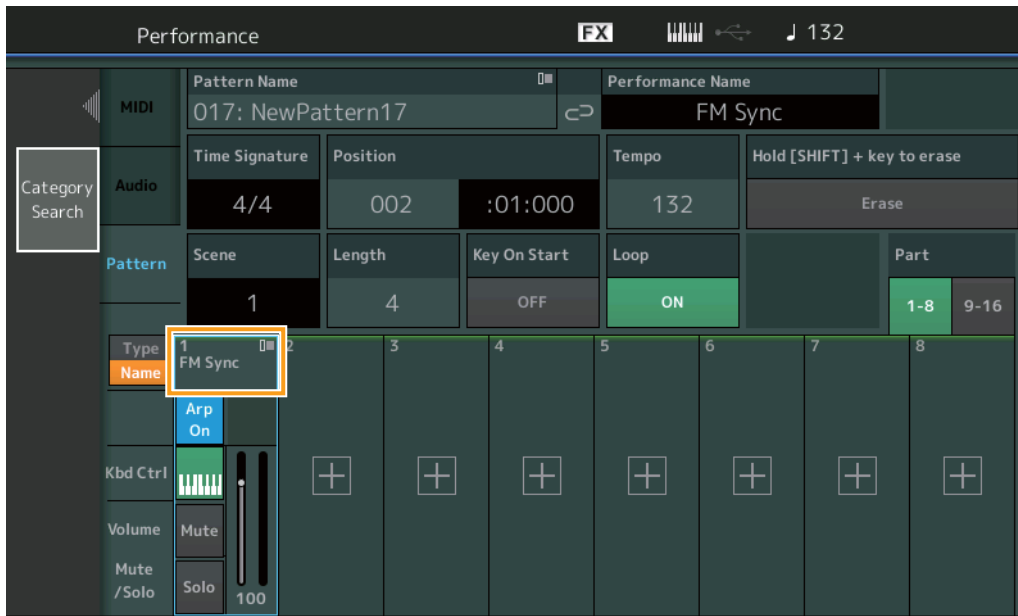 Performance
FX
132
Category
Search
MIDI
Audio
Pattern
Pattern Name
017: NewPattern17
Performance Name
FM Sync
Time Signature
4/4
Position
002
:01:000
Tempo
132
Hold [SHIFT] + key to erase
Erase
Scene
1
Length
4
Key On Start
OFF
Loop
ON
Part
1-8
9-16
Type
Name
1
FM Sync
2
3
4
5
6
7
8
Arp
On
Kbd Ctrl
Volume
Mute
Mute
/Solo
Solo
100